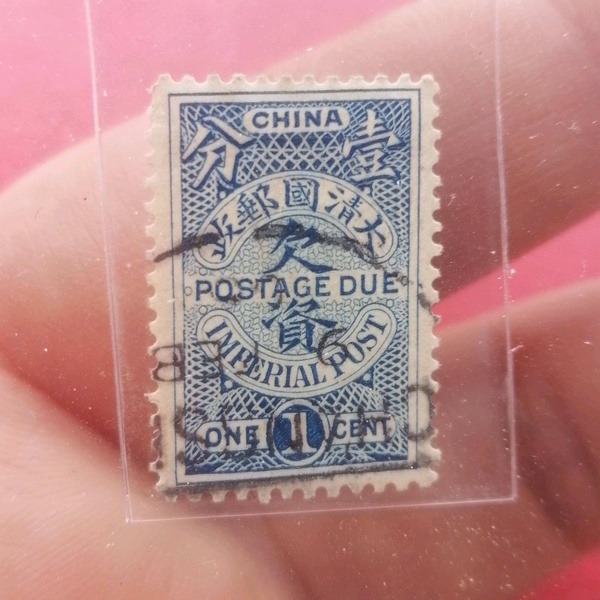 CHINA
壹分
大清國郵政
欠資
POSTAGE DUE
IMPERIAL POST
ONE 1 CENT